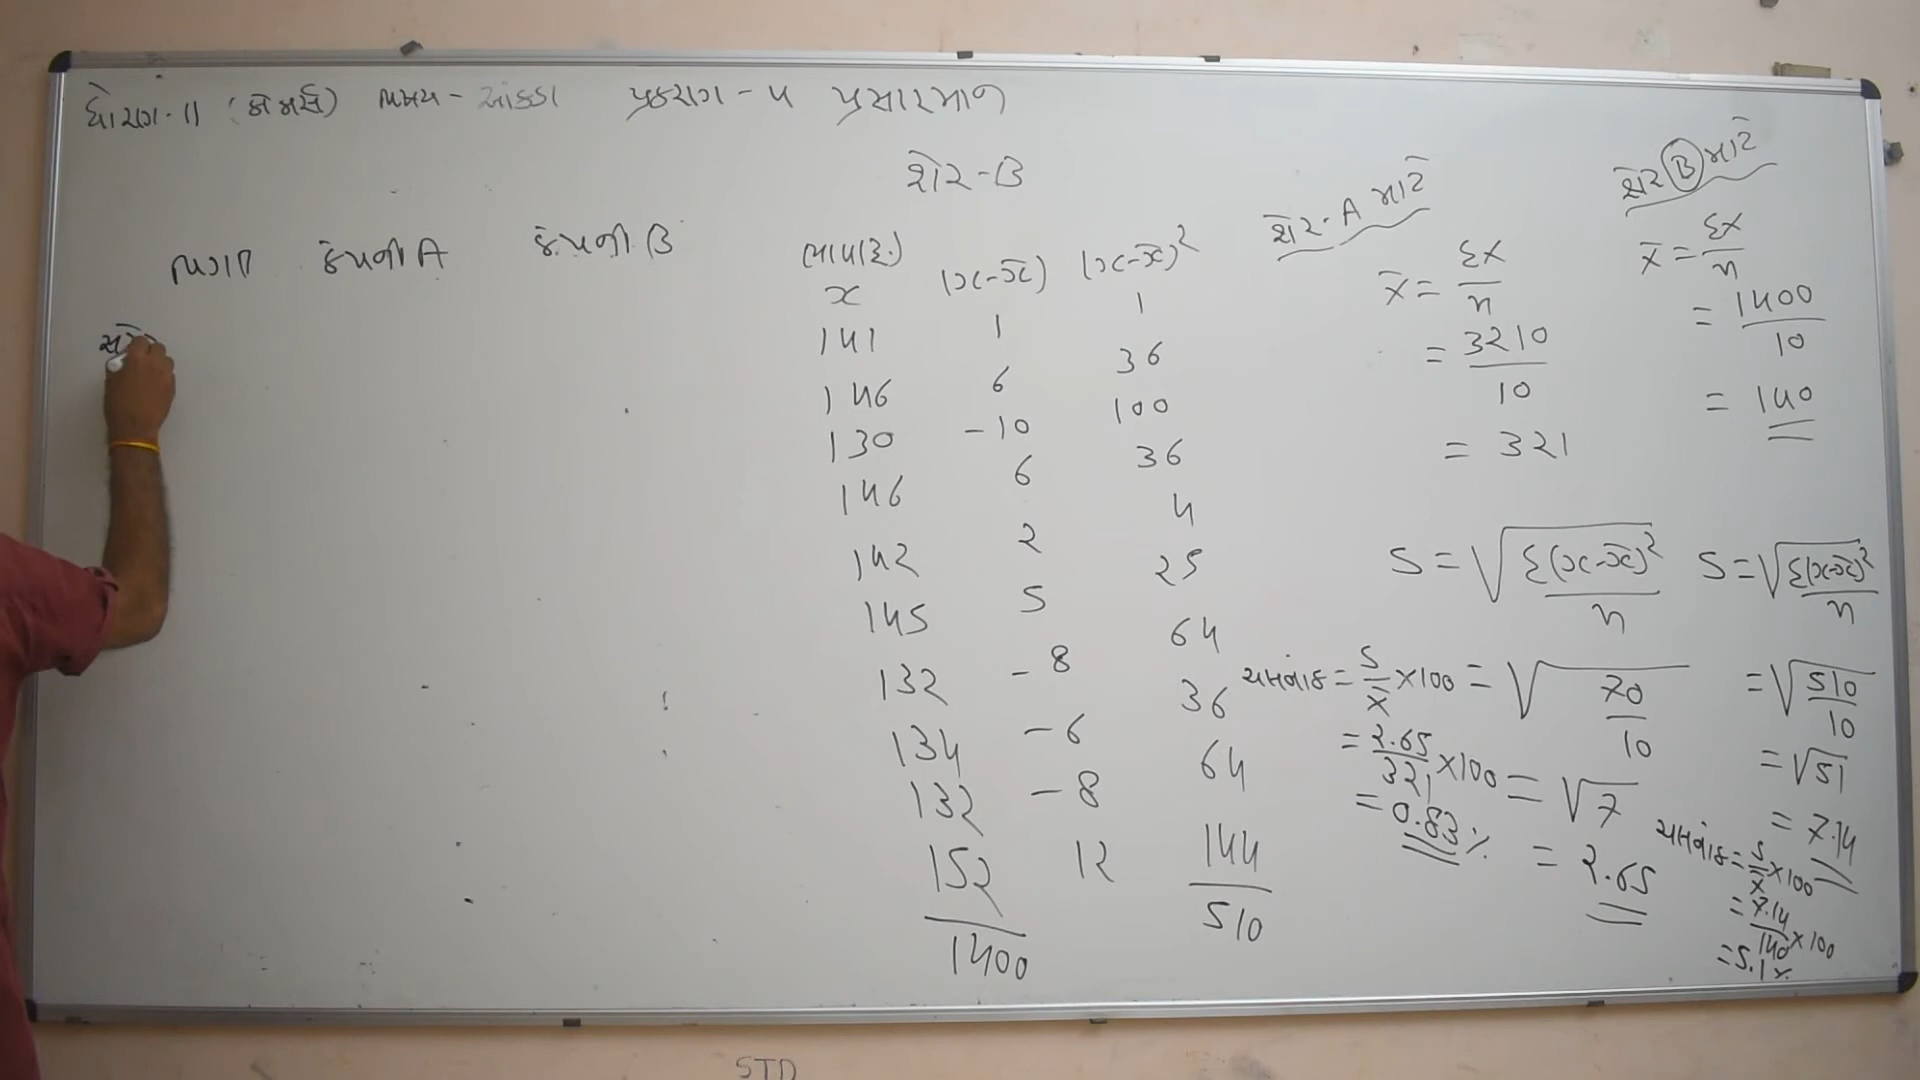 ધોરણ-11 (કોમર્સ) વિષય - આંકડા પ્રકરણ - ૫ પ્રસારમાન
શેર-B
કંપની A કંપની B
ભાવ(રૂ.)
x (x-x̄) (x-x̄)²
141 1 1
146 6 36
130 -10 100
146 6 36
142 2 4
145 5 25
132 -8 64
134 -6 36
132 -8 64
152 12 144
1400 510
શેર-A માટે
x̄ = Σx/n
= 3210/10
= 321
S = √(Σ(x-x̄)²/n)
= √(70/10)
= √7
= 2.65
ચલનાંક = S/x̄ × 100
= 2.65/321 × 100
= 0.83 %
શેર B માટે
x̄ = Σx/n
= 1400/10
= 140
S = √(Σ(x-x̄)²/n)
= √(510/10)
= √51
= 7.14
ચલનાંક = S/x̄ × 100
= 7.14/140 × 100
= 5.1 %
STD